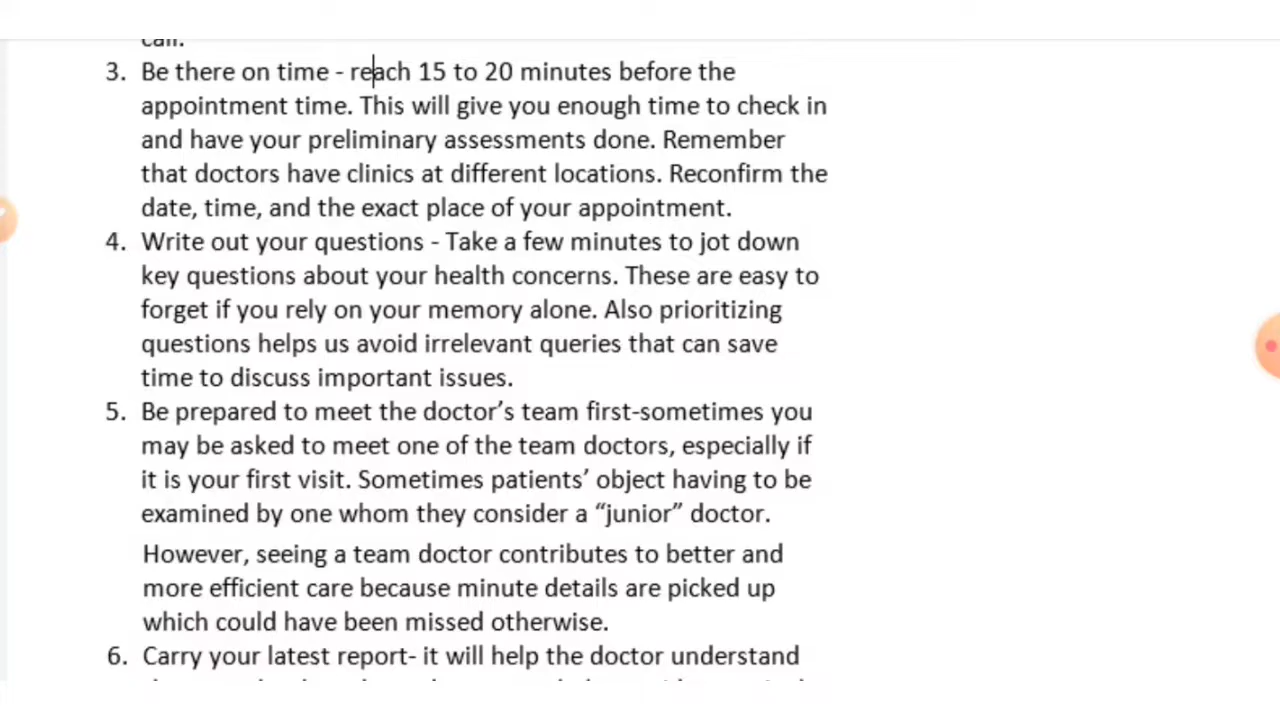 call.
3. Be there on time - reach 15 to 20 minutes before the
appointment time. This will give you enough time to check in
and have your preliminary assessments done. Remember
that doctors have clinics at different locations. Reconfirm the
date, time, and the exact place of your appointment.
4. Write out your questions - Take a few minutes to jot down
key questions about your health concerns. These are easy to
forget if you rely on your memory alone. Also prioritizing
questions helps us avoid irrelevant queries that can save
time to discuss important issues.
5. Be prepared to meet the doctor’s team first-sometimes you
may be asked to meet one of the team doctors, especially if
it is your first visit. Sometimes patients’ object having to be
examined by one whom they consider a “junior” doctor.
However, seeing a team doctor contributes to better and
more efficient care because minute details are picked up
which could have been missed otherwise.
6. Carry your latest report- it will help the doctor understand